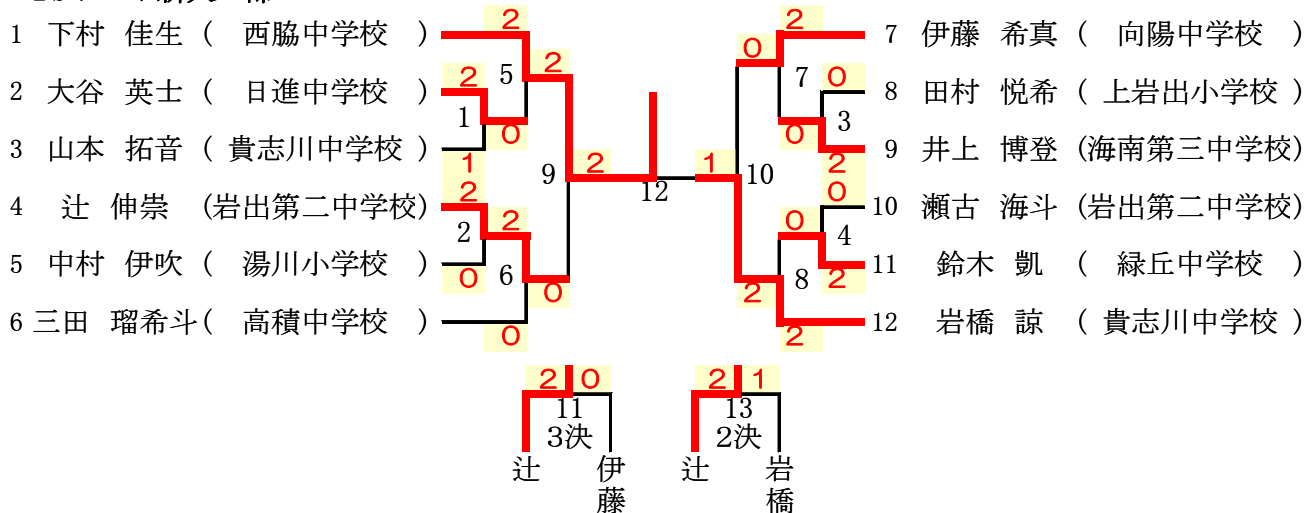 1 下村 佳生 ( 西脇中学校 )
2 大谷 英士 ( 日進中学校 )
3 山本 拓音 ( 貴志川中学校 )
4 辻 伸崇 (岩出第二中学校)
5 中村 伊吹 ( 湯川小学校 )
6 三田 瑠希斗( 高積中学校 )
2
5
2
2
1
0
1
9
2
2
2
2
0
6
0
0
12
1
10
2
0
7
0
3
0
2
0
0
4
2
8
2
2
7 伊藤 希真 ( 向陽中学校 )
8 田村 悦希 ( 上岩出小学校 )
9 井上 博登 (海南第三中学校)
10 瀬古 海斗 (岩出第二中学校)
11 鈴木 凱 ( 緑丘中学校 )
12 岩橋 諒 ( 貴志川中学校 )
2 0
11
3決
辻 伊藤
2 1
13
2決
辻 岩橋